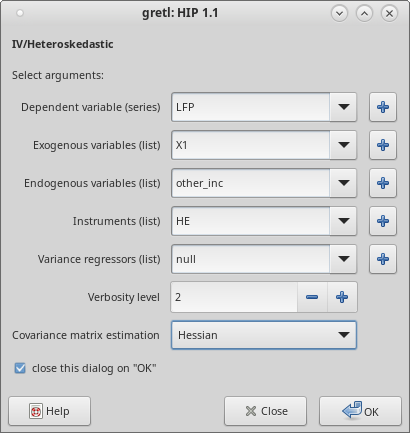 gretl: HIP 1.1
IV/Heteroskedastic
Select arguments:
Dependent variable (series) LFP
Exogenous variables (list) X1
Endogenous variables (list) other_inc
Instruments (list) HE
Variance regressors (list) null
Verbosity level 2
Covariance matrix estimation Hessian
close this dialog on "OK"
Help Close OK